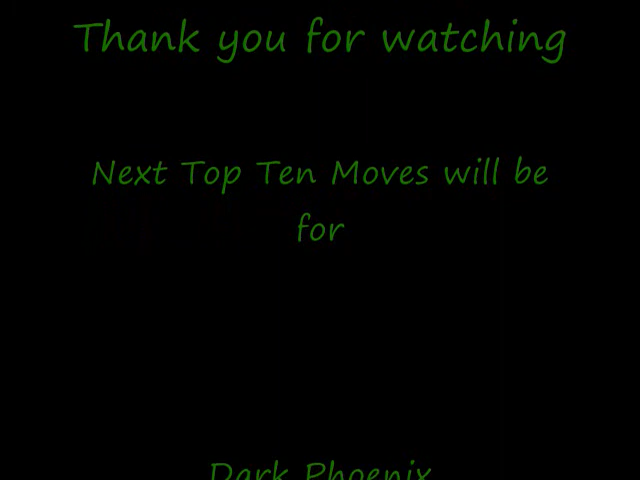 Thank you for watching
Next Top Ten Moves will be
for
Dark Phoenix